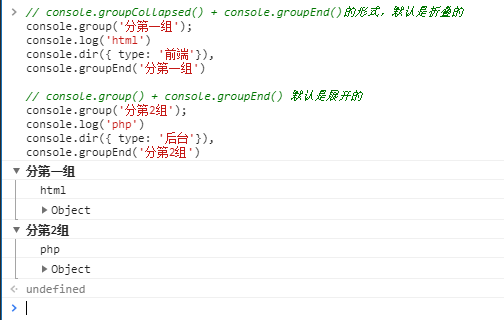 // console.groupCollapsed() + console.groupEnd()的形式，默认是折叠的
console.group('分第一组');
console.log('html')
console.dir({ type: '前端'}),
console.groupEnd('分第一组')
// console.group() + console.groupEnd() 默认是展开的
console.group('分第2组');
console.log('php')
console.dir({ type: '后台'}),
console.groupEnd('分第2组')
分第一组
html
Object
分第2组
php
Object
undefined